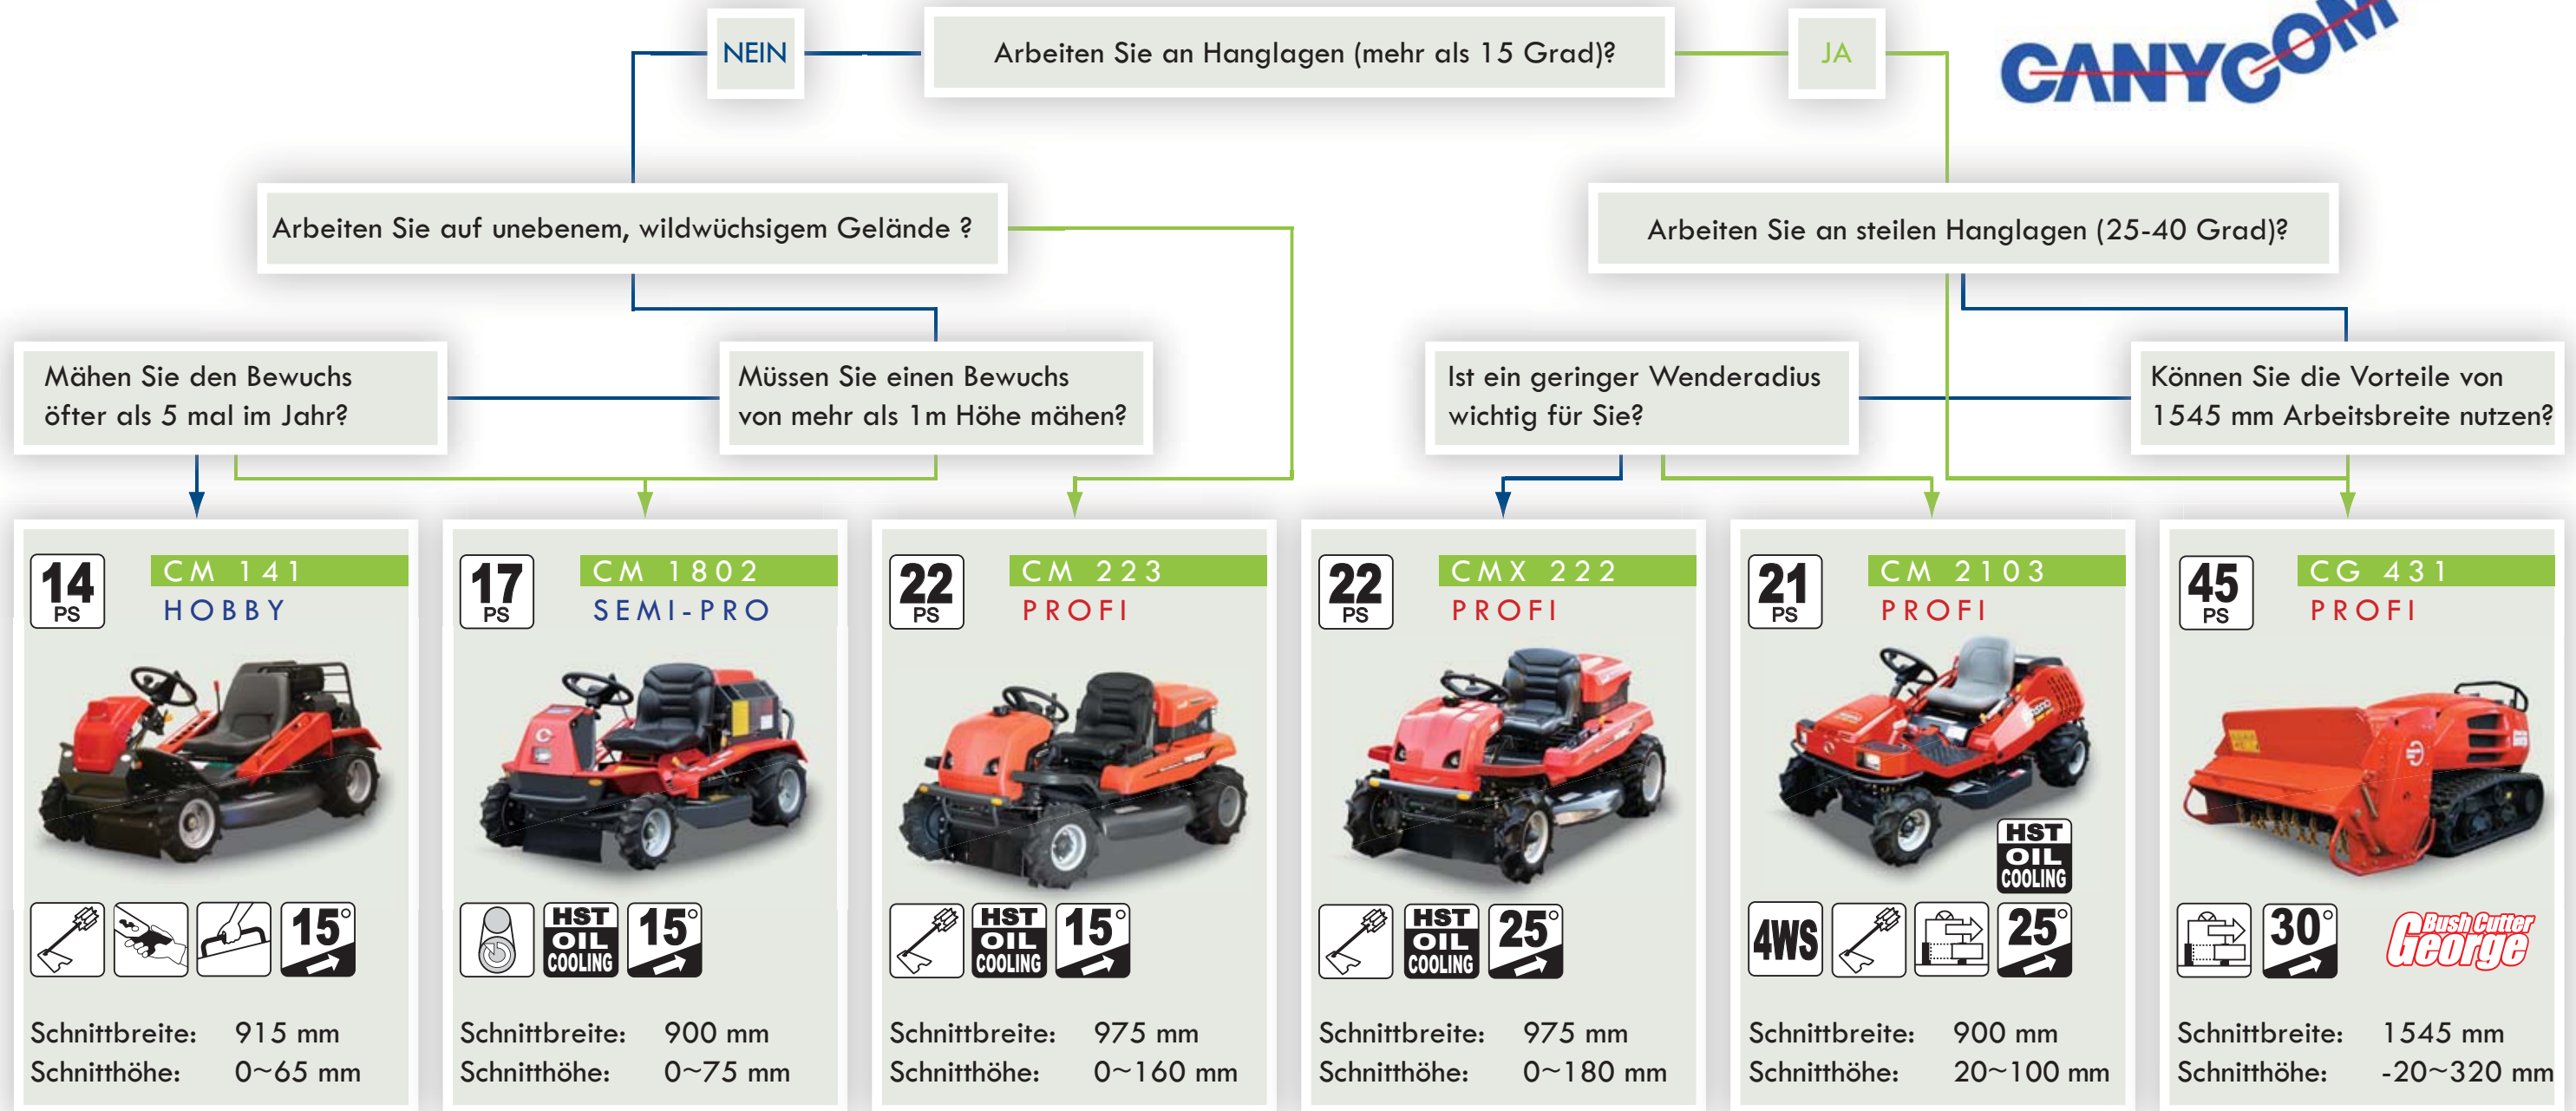 NEIN
Arbeiten Sie an Hanglagen (mehr als 15 Grad)?
JA
CANYCOM
Arbeiten Sie auf unebenem, wildwüchsigem Gelände ?
Arbeiten Sie an steilen Hanglagen (25-40 Grad)?
Mähen Sie den Bewuchs
öfter als 5 mal im Jahr?
Müssen Sie einen Bewuchs
von mehr als 1m Höhe mähen?
Ist ein geringer Wenderadius
wichtig für Sie?
Können Sie die Vorteile von
1545 mm Arbeitsbreite nutzen?
14
PS
CM 141
HOBBY
15°
Schnittbreite: 915 mm
Schnitthöhe: 0~65 mm
17
PS
CM 1802
SEMI-PRO
HST
OIL
COOLING
15°
Schnittbreite: 900 mm
Schnitthöhe: 0~75 mm
22
PS
CM 223
PROFI
HST
OIL
COOLING
15°
Schnittbreite: 975 mm
Schnitthöhe: 0~160 mm
22
PS
CMX 222
PROFI
HST
OIL
COOLING
25°
Schnittbreite: 975 mm
Schnitthöhe: 0~180 mm
21
PS
CM 2103
PROFI
HST
OIL
COOLING
4WS
25°
Schnittbreite: 900 mm
Schnitthöhe: 20~100 mm
45
PS
CG 431
PROFI
30°
Bush Cutter
George
Schnittbreite: 1545 mm
Schnitthöhe: -20~320 mm